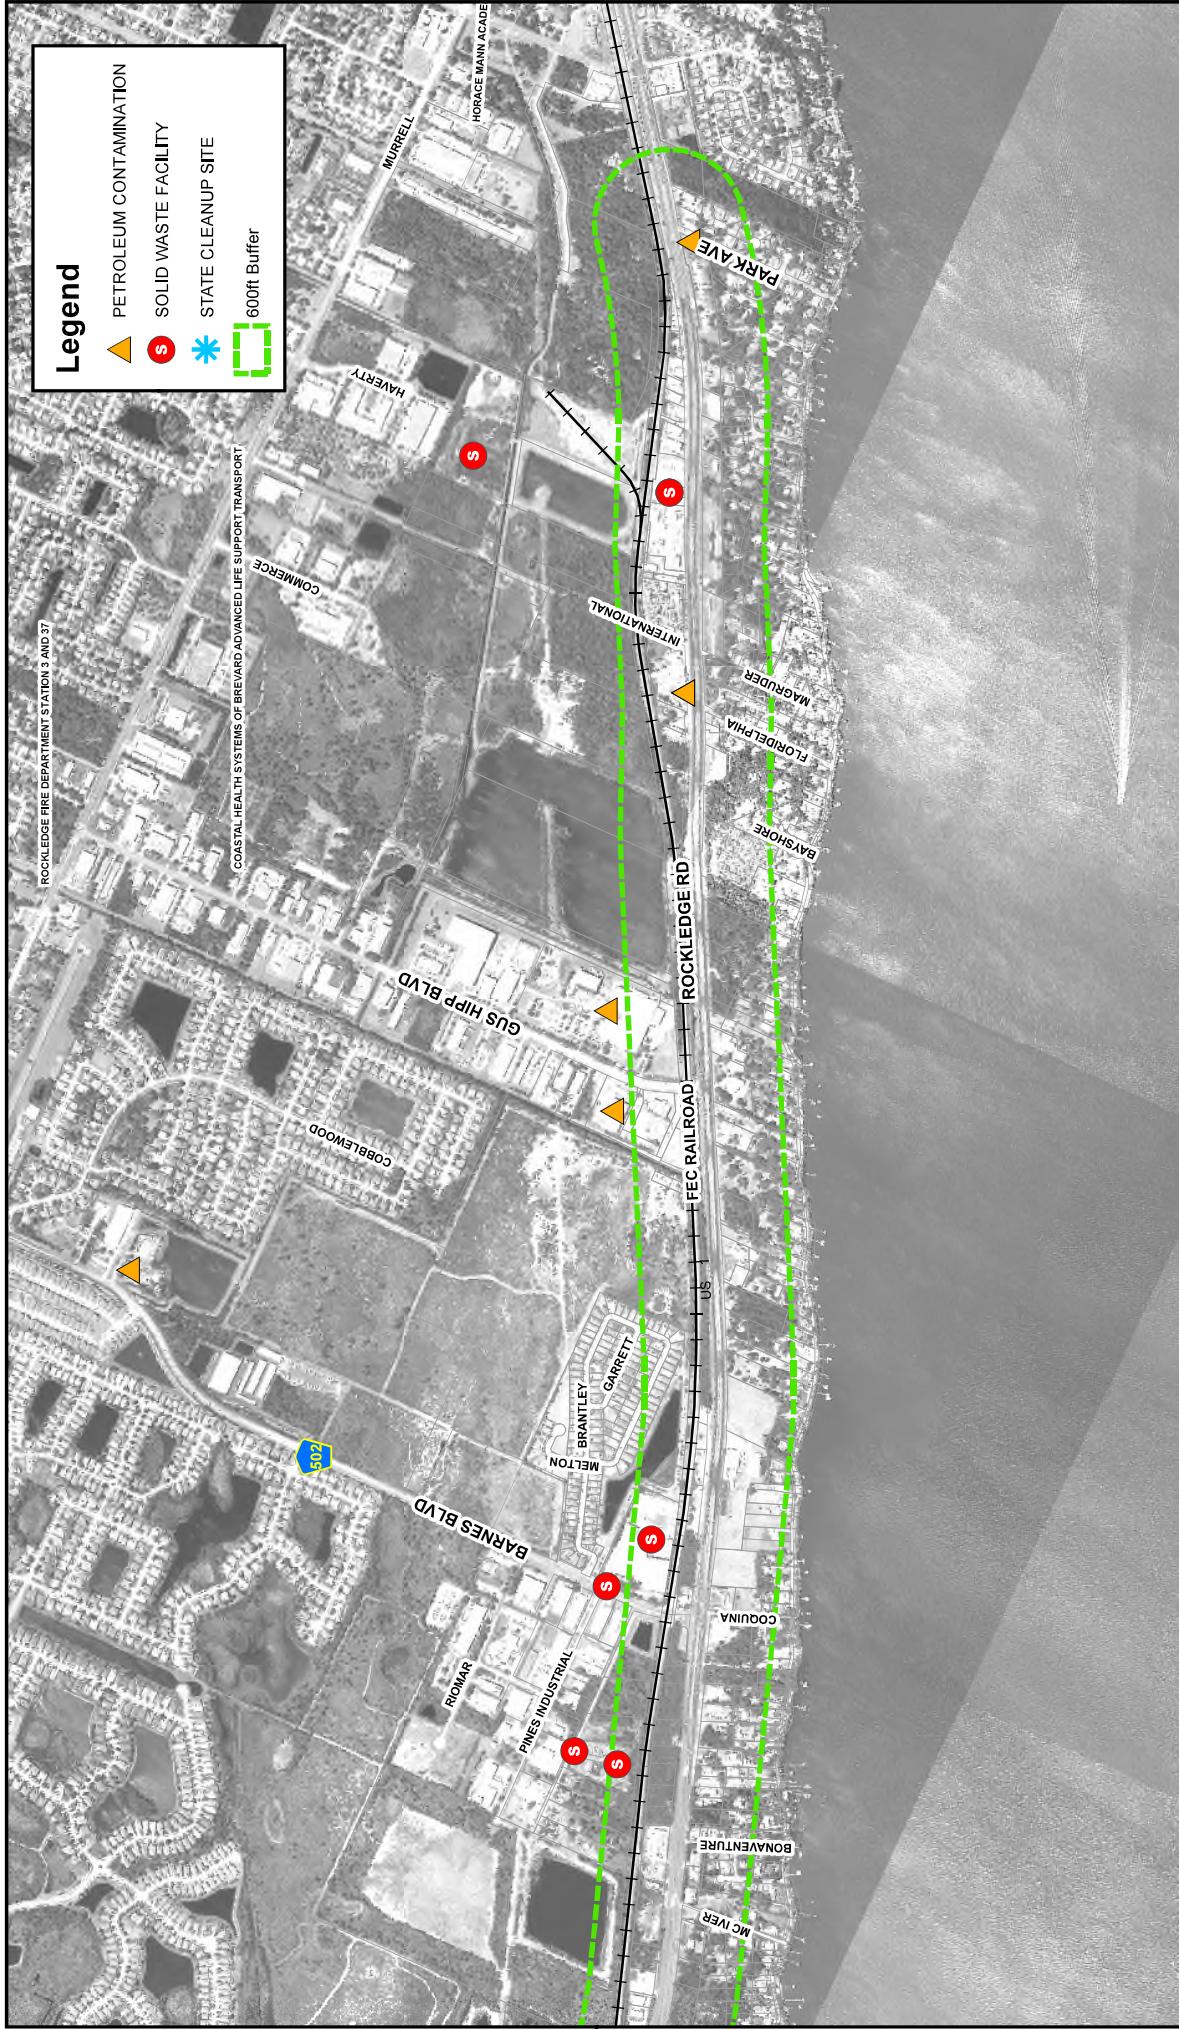 Legend
PETROLEUM CONTAMINATION
S SOLID WASTE FACILITY
STATE CLEANUP SITE
600ft Buffer
ROCKLEDGE FIRE DEPARTMENT STATION 3 AND 37
COASTAL HEALTH SYSTEMS OF BREVARD ADVANCED LIFE SUPPORT TRANSPORT
MURRELL
HORACE MANN ACADE
HAVERTY
COMMERCE
S
S
PARK AVE
INTERNATIONAL
MAGRUDER
FLORIDELPHIA
BAYSHORE
ROCKLEDGE RD
GUS HIPP BLVD
FEC RAILROAD
COBBLEWOOD
US 1
GARRETT
BRANTLEY
MELTON
502
BARNES BLVD
S
S
COQUINA
RIOMAR
PINES INDUSTRIAL
S
S
BONAVENTURE
MC IVER